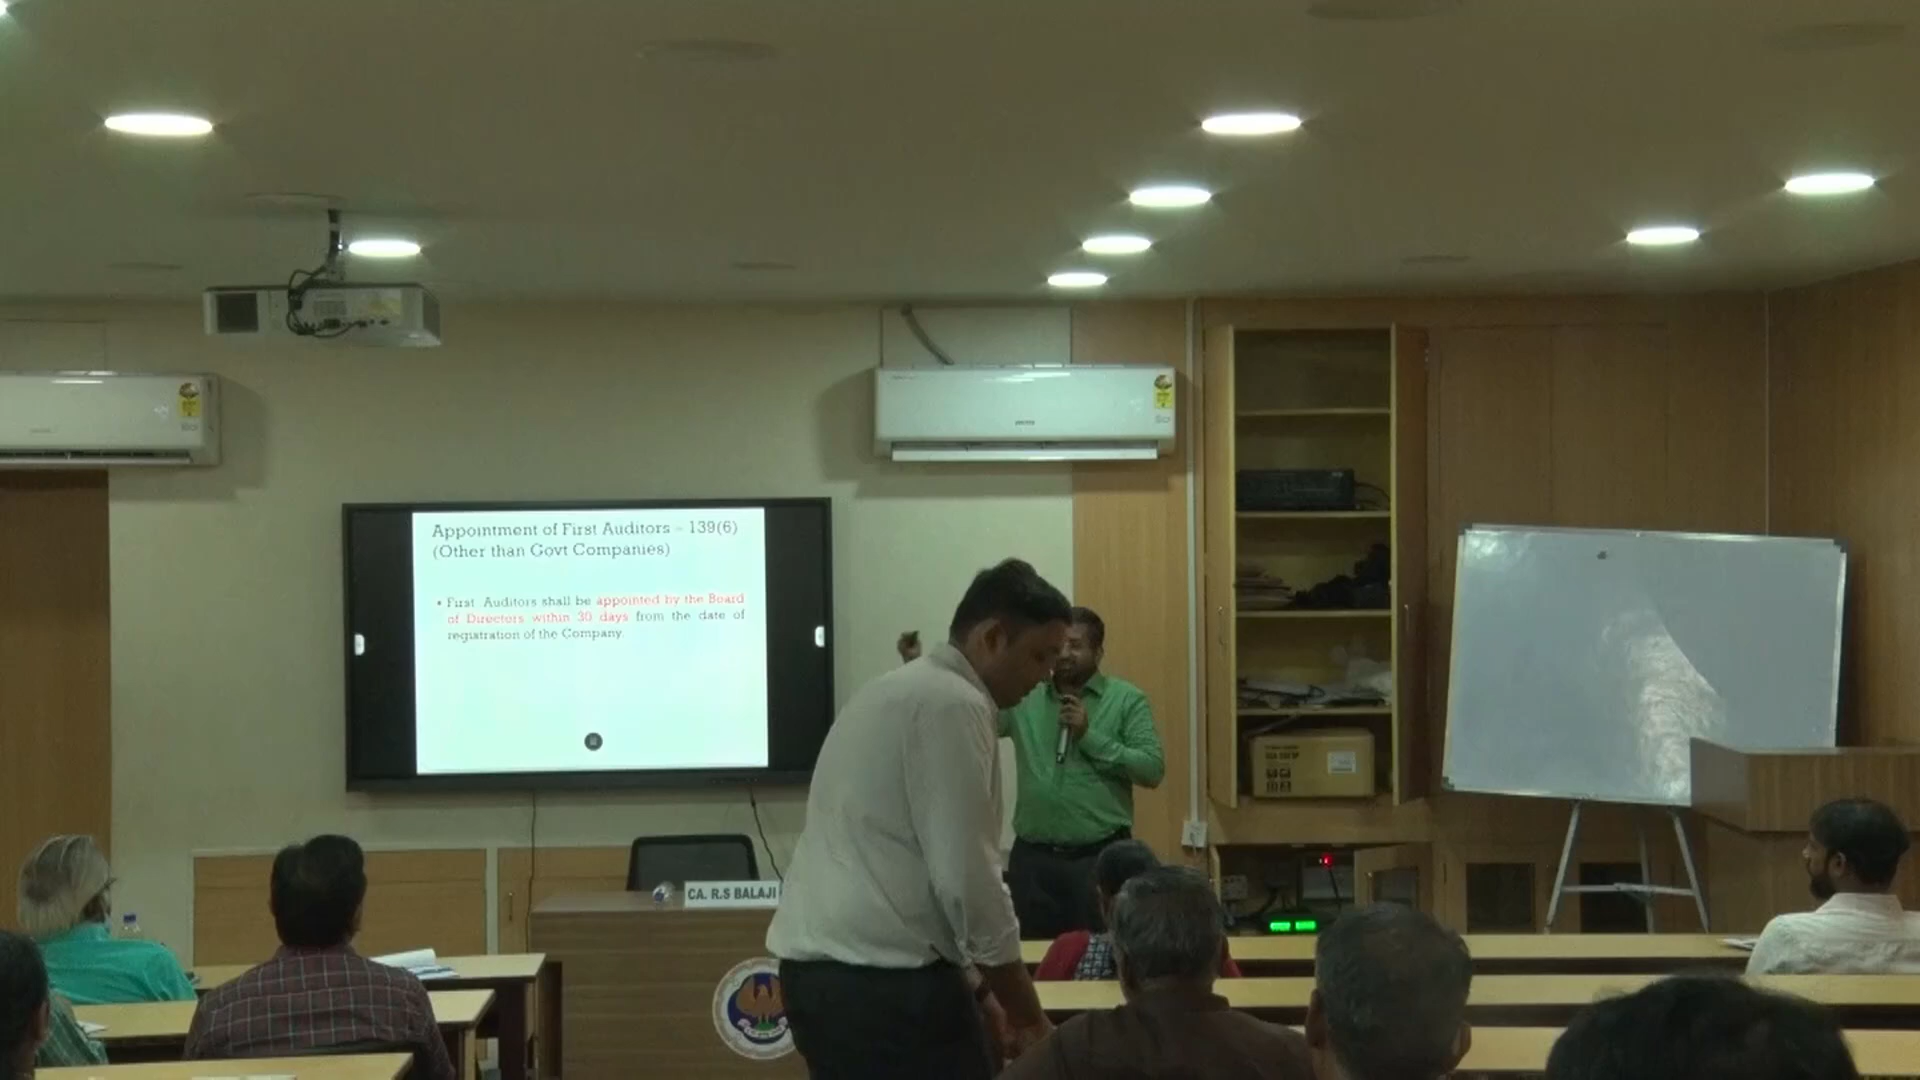 Appointment of First Auditors – 139(6)
(Other than Govt Companies)
• First Auditors shall be appointed by the Board
of Directors within 30 days from the date of
registration of the Company.
CA. R.S BALAJI